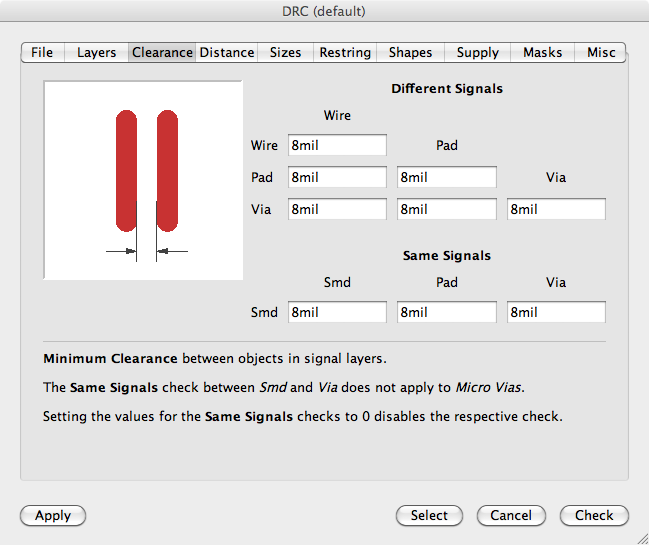 DRC (default)
File Layers Clearance Distance Sizes Restring Shapes Supply Masks Misc
Different Signals
Wire
Wire 8mil Pad
Pad 8mil 8mil Via
Via 8mil 8mil 8mil
Same Signals
Smd Pad Via
Smd 8mil 8mil 8mil
Minimum Clearance between objects in signal layers.
The Same Signals check between Smd and Via does not apply to Micro Vias.
Setting the values for the Same Signals checks to 0 disables the respective check.
Apply Select Cancel Check